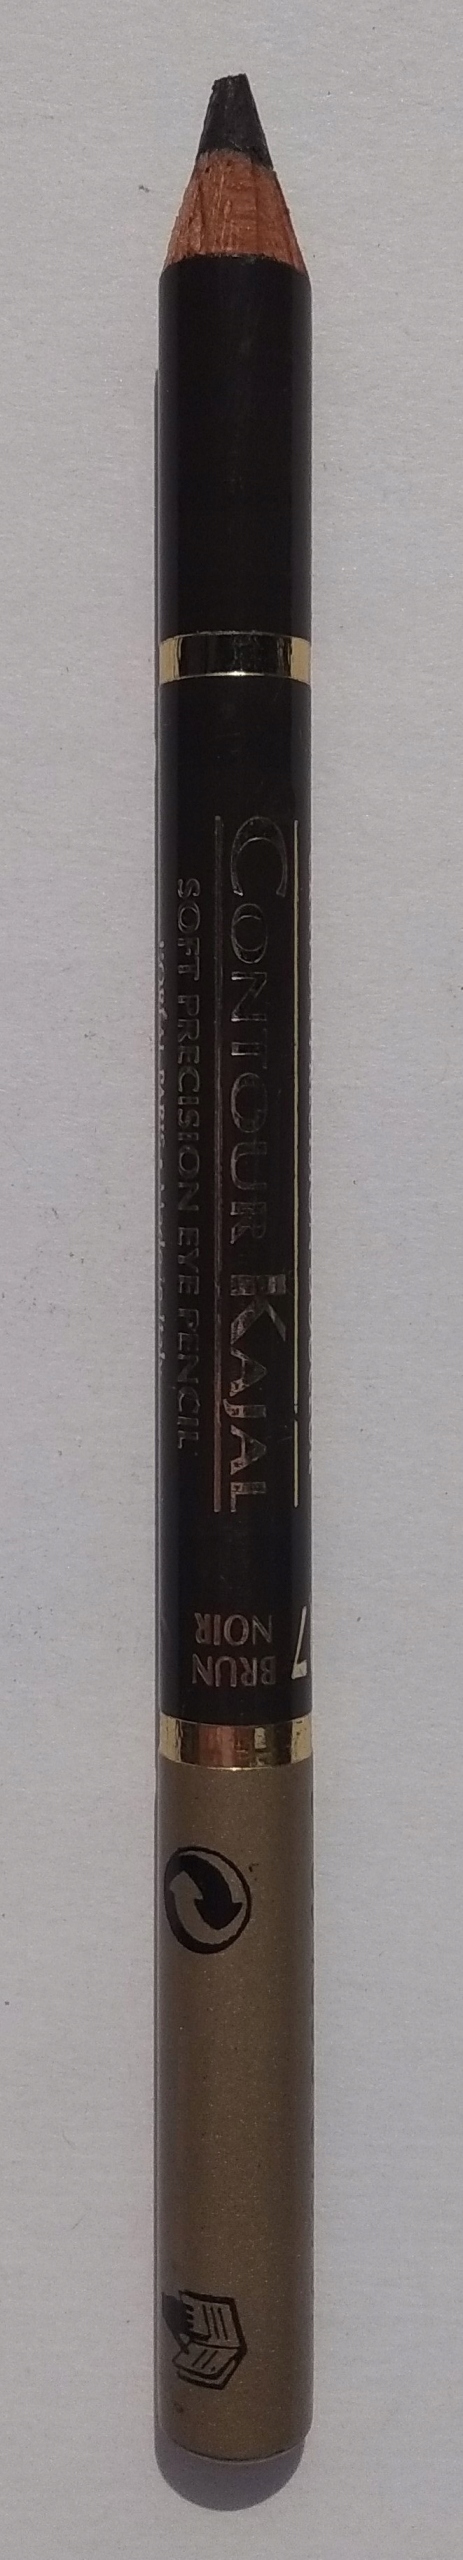 CONTOUR KAJAL
SOFT PRECISION EYE PENCIL
7
BRUN
NOIR